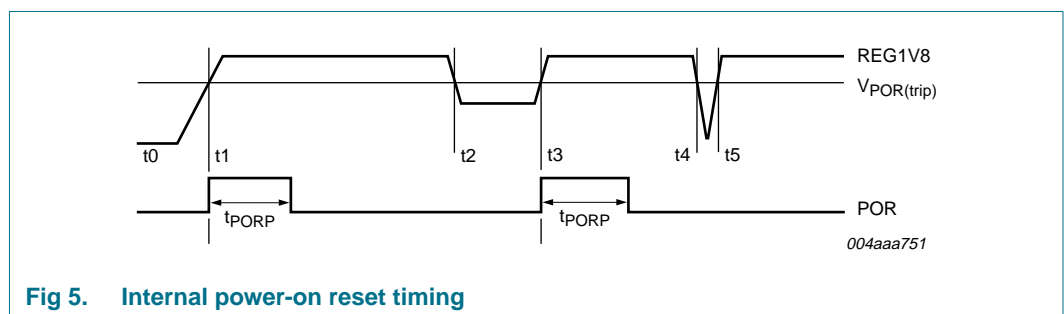 REG1V8
VPOR(trip)
t0 t1 t2 t3 t4 t5
tPORP tPORP
POR
004aaa751
Fig 5. Internal power-on reset timing